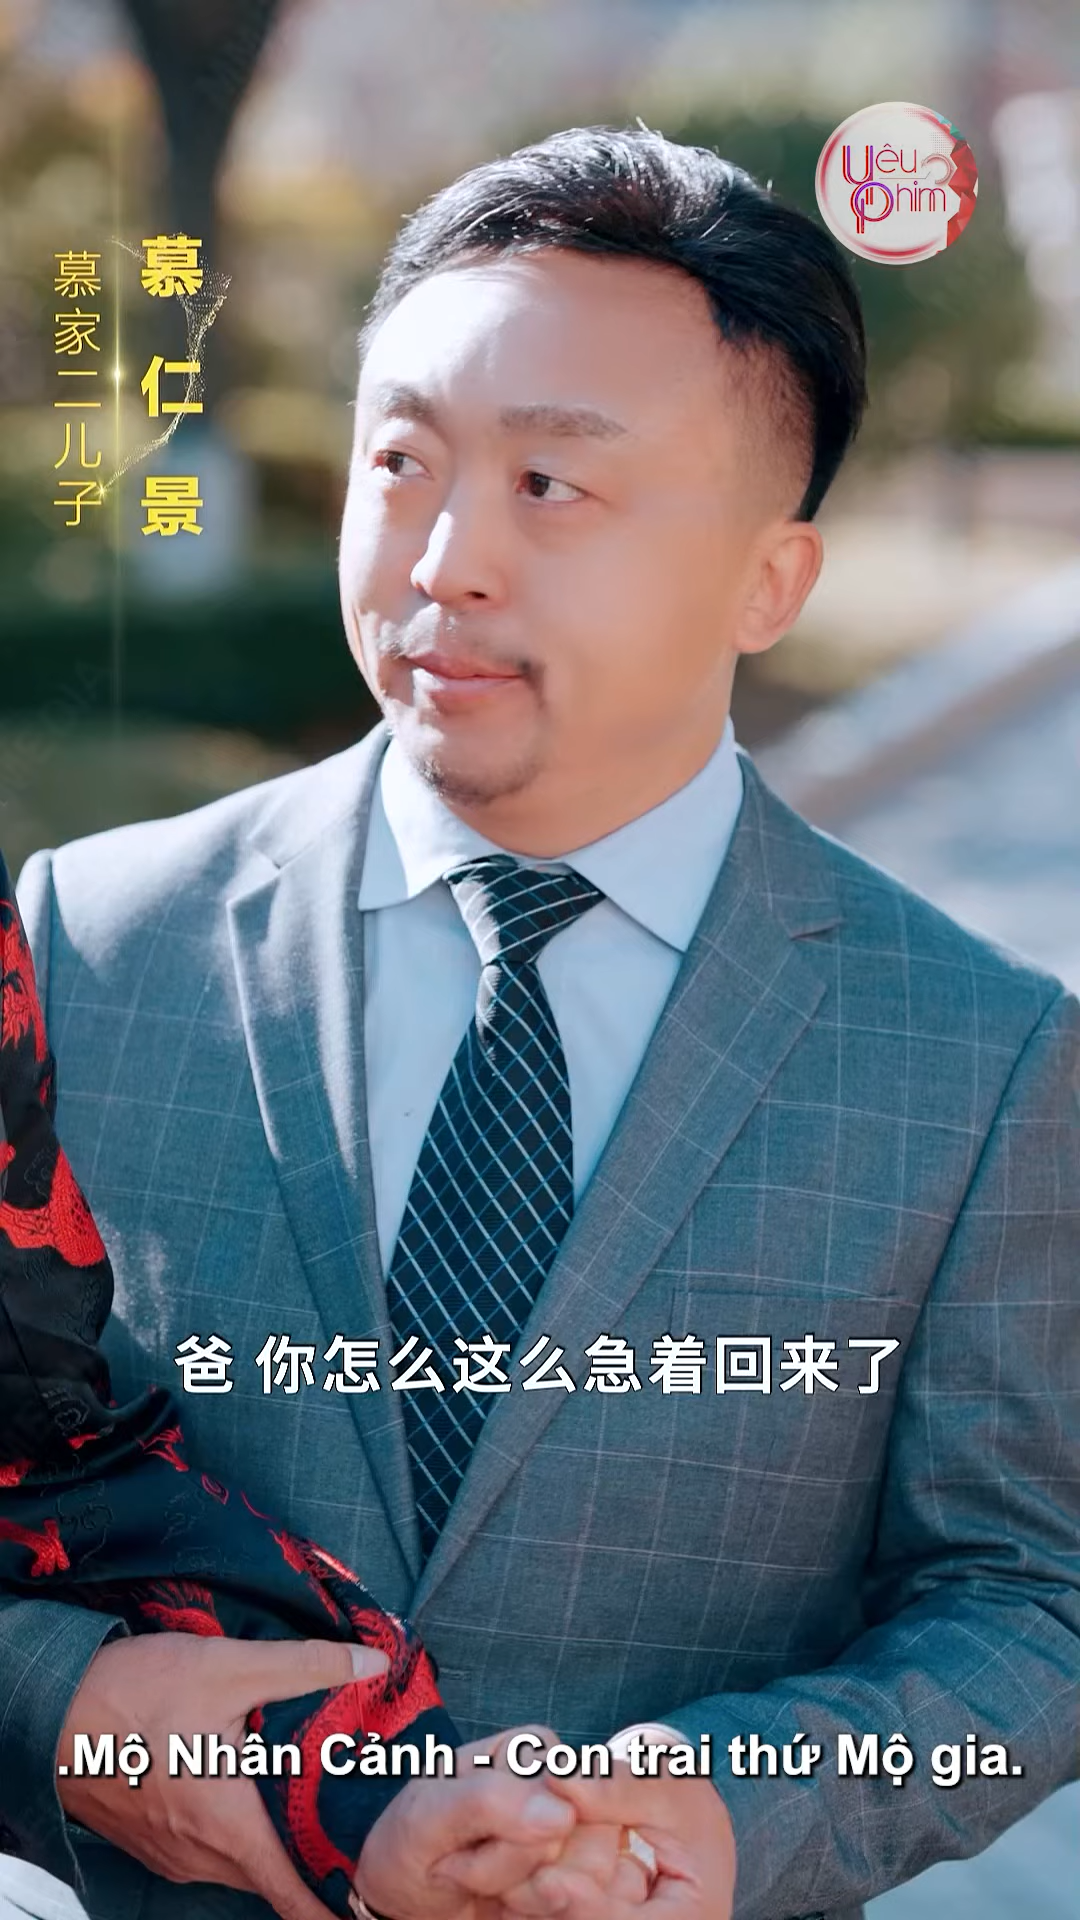 Yêu
Phim
慕仁景
慕家二儿子
爸 你怎么这么急着回来了
.Mộ Nhân Cảnh - Con trai thứ Mộ gia.